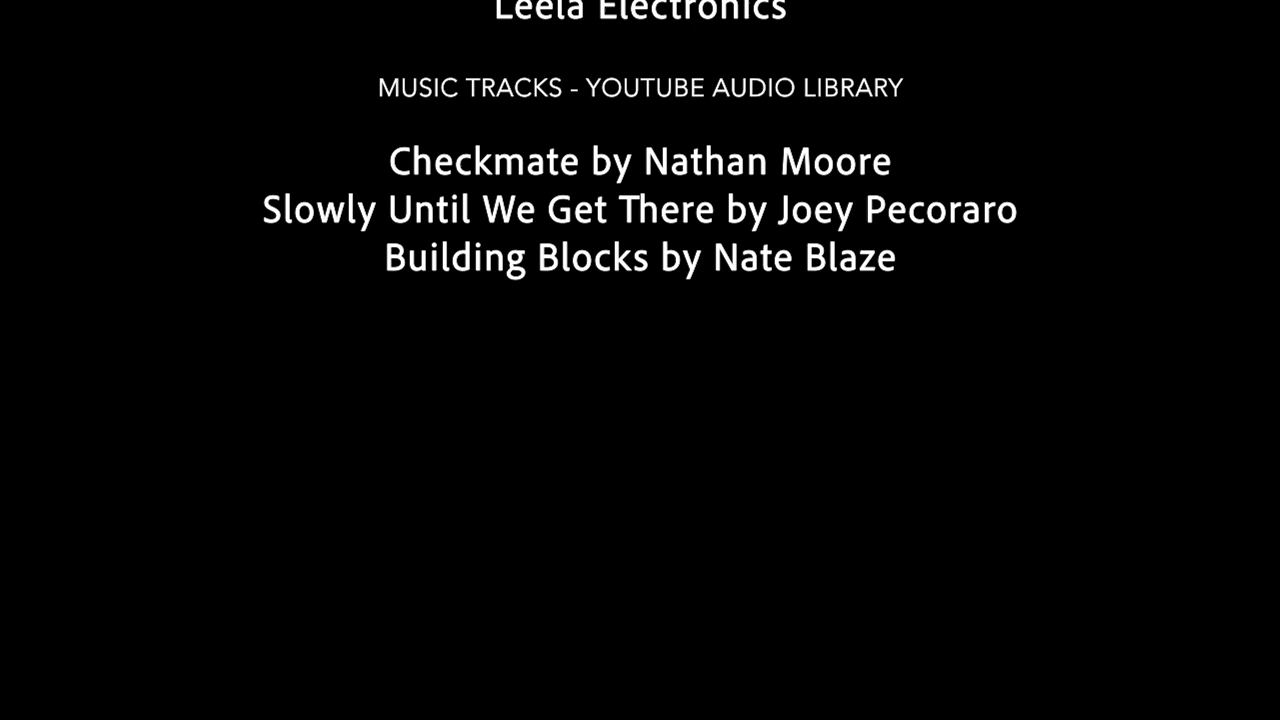 Leela Electronics
MUSIC TRACKS - YOUTUBE AUDIO LIBRARY
Checkmate by Nathan Moore
Slowly Until We Get There by Joey Pecoraro
Building Blocks by Nate Blaze